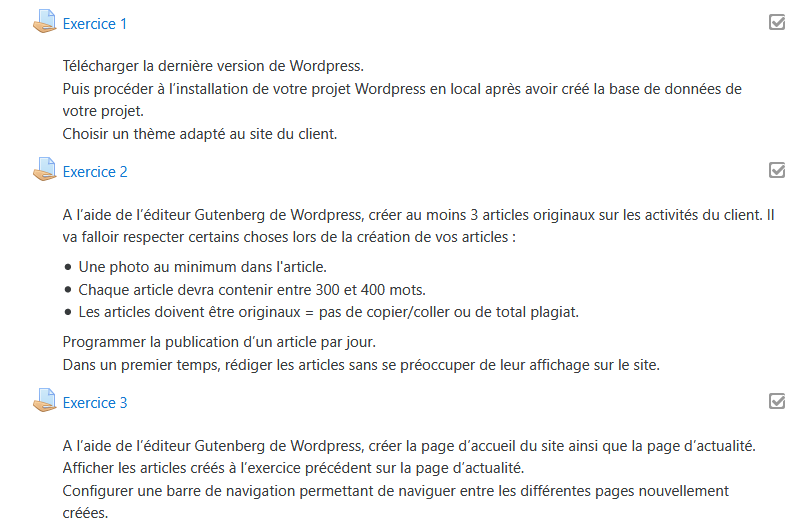 Exercice 1
Télécharger la dernière version de Wordpress.
Puis procéder à l’installation de votre projet Wordpress en local après avoir créé la base de données de
votre projet.
Choisir un thème adapté au site du client.
Exercice 2
A l’aide de l’éditeur Gutenberg de Wordpress, créer au moins 3 articles originaux sur les activités du client. Il
va falloir respecter certains choses lors de la création de vos articles :
● Une photo au minimum dans l'article.
● Chaque article devra contenir entre 300 et 400 mots.
● Les articles doivent être originaux = pas de copier/coller ou de total plagiat.
Programmer la publication d’un article par jour.
Dans un premier temps, rédiger les articles sans se préoccuper de leur affichage sur le site.
Exercice 3
A l’aide de l’éditeur Gutenberg de Wordpress, créer la page d’accueil du site ainsi que la page d’actualité.
Afficher les articles créés à l’exercice précédent sur la page d’actualité.
Configurer une barre de navigation permettant de naviguer entre les différentes pages nouvellement
créées.